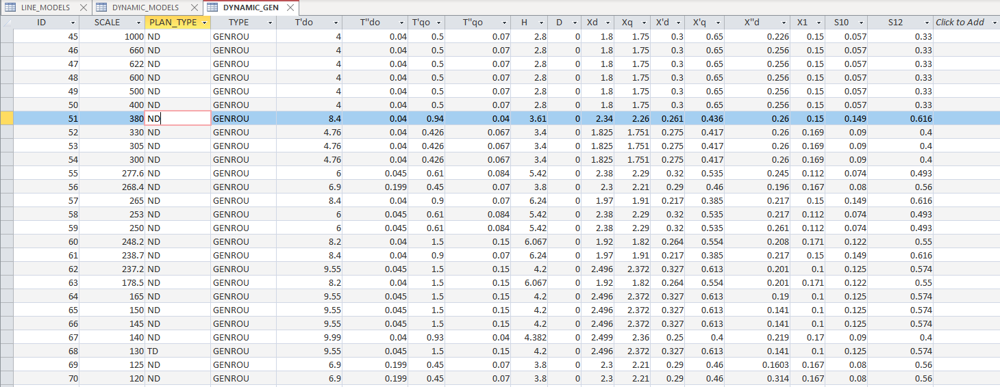 LINE_MODELS DYNAMIC_MODELS DYNAMIC_GEN
ID SCALE PLAN_TYPE TYPE T'do T"do T'qo T"qo H D Xd Xq X'd X'q X"d X1 S10 S12 Click to Add
45 1000 ND GENROU 4 0.04 0.5 0.07 2.8 0 1.8 1.75 0.3 0.65 0.226 0.15 0.057 0.33
46 660 ND GENROU 4 0.04 0.5 0.07 2.8 0 1.8 1.75 0.3 0.65 0.256 0.15 0.057 0.33
47 622 ND GENROU 4 0.04 0.5 0.07 2.8 0 1.8 1.75 0.3 0.65 0.256 0.15 0.057 0.33
48 600 ND GENROU 4 0.04 0.5 0.07 2.8 0 1.8 1.75 0.3 0.65 0.256 0.15 0.057 0.33
49 500 ND GENROU 4 0.04 0.5 0.07 2.8 0 1.8 1.75 0.3 0.65 0.256 0.15 0.057 0.33
50 400 ND GENROU 4 0.04 0.5 0.07 2.8 0 1.8 1.75 0.3 0.65 0.256 0.15 0.057 0.33
51 380 ND GENROU 8.4 0.04 0.94 0.04 3.61 0 2.34 2.26 0.261 0.436 0.26 0.15 0.149 0.616
52 330 ND GENROU 4.76 0.04 0.426 0.067 3.4 0 1.825 1.751 0.275 0.417 0.26 0.169 0.09 0.4
53 305 ND GENROU 4.76 0.04 0.426 0.067 3.4 0 1.825 1.751 0.275 0.417 0.26 0.169 0.09 0.4
54 300 ND GENROU 4.76 0.04 0.426 0.067 3.4 0 1.825 1.751 0.275 0.417 0.26 0.169 0.09 0.4
55 277.6 ND GENROU 6 0.045 0.61 0.084 5.42 0 2.38 2.29 0.32 0.535 0.245 0.112 0.074 0.493
56 268.4 ND GENROU 6.9 0.199 0.45 0.07 3.8 0 2.3 2.21 0.29 0.46 0.196 0.167 0.08 0.56
57 265 ND GENROU 8.4 0.04 0.9 0.07 6.24 0 1.97 1.91 0.217 0.385 0.217 0.15 0.149 0.616
58 253 ND GENROU 6 0.045 0.61 0.084 5.42 0 2.38 2.29 0.32 0.535 0.217 0.112 0.074 0.493
59 250 ND GENROU 6 0.045 0.61 0.084 5.42 0 2.38 2.29 0.32 0.535 0.261 0.112 0.074 0.493
60 248.2 ND GENROU 8.2 0.04 1.5 0.15 6.067 0 1.92 1.82 0.264 0.554 0.208 0.171 0.122 0.55
61 238.7 ND GENROU 8.4 0.04 0.9 0.07 6.24 0 1.97 1.91 0.217 0.385 0.217 0.15 0.149 0.616
62 237.2 ND GENROU 9.55 0.045 1.5 0.15 4.2 0 2.496 2.372 0.327 0.613 0.201 0.1 0.125 0.574
63 178.5 ND GENROU 8.2 0.04 1.5 0.15 6.067 0 1.92 1.82 0.264 0.554 0.201 0.171 0.122 0.55
64 165 ND GENROU 9.55 0.045 1.5 0.15 4.2 0 2.496 2.372 0.327 0.613 0.19 0.1 0.125 0.574
65 150 ND GENROU 9.55 0.045 1.5 0.15 4.2 0 2.496 2.372 0.327 0.613 0.141 0.1 0.125 0.574
66 145 ND GENROU 9.55 0.045 1.5 0.15 4.2 0 2.496 2.372 0.327 0.613 0.141 0.1 0.125 0.574
67 140 ND GENROU 9.99 0.04 0.93 0.04 4.382 0 2.499 2.36 0.25 0.4 0.219 0.17 0.09 0.4
68 130 TD GENROU 9.55 0.045 1.5 0.15 4.2 0 2.496 2.372 0.327 0.613 0.141 0.1 0.125 0.574
69 125 ND GENROU 6.9 0.199 0.45 0.07 3.8 0 2.3 2.21 0.29 0.46 0.1603 0.167 0.08 0.56
70 120 ND GENROU 6.9 0.199 0.45 0.07 3.8 0 2.3 2.21 0.29 0.46 0.314 0.167 0.08 0.56